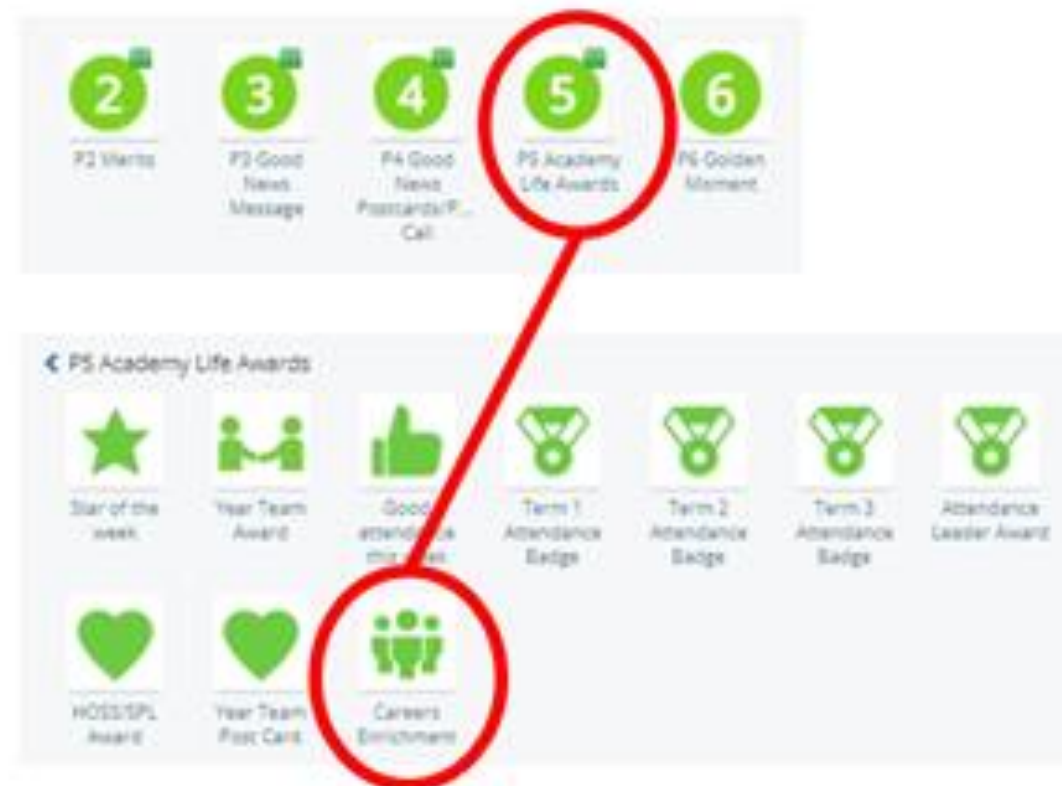 2
3
4
5
6
P2 Merits
P3 Good
News
Message
P4 Good
News
Postcards/P...
Call
P5 Academy
Life Awards
P6 Golden
Moment
P5 Academy Life Awards
Star of the
week
Year Team
Award
Good
attendance
this
Term 1
Attendance
Badge
Term 2
Attendance
Badge
Term 3
Attendance
Badge
Attendance
Leader Award
HOSS/SPL
Award
Year Team
Post Card
Careers
Enrichment